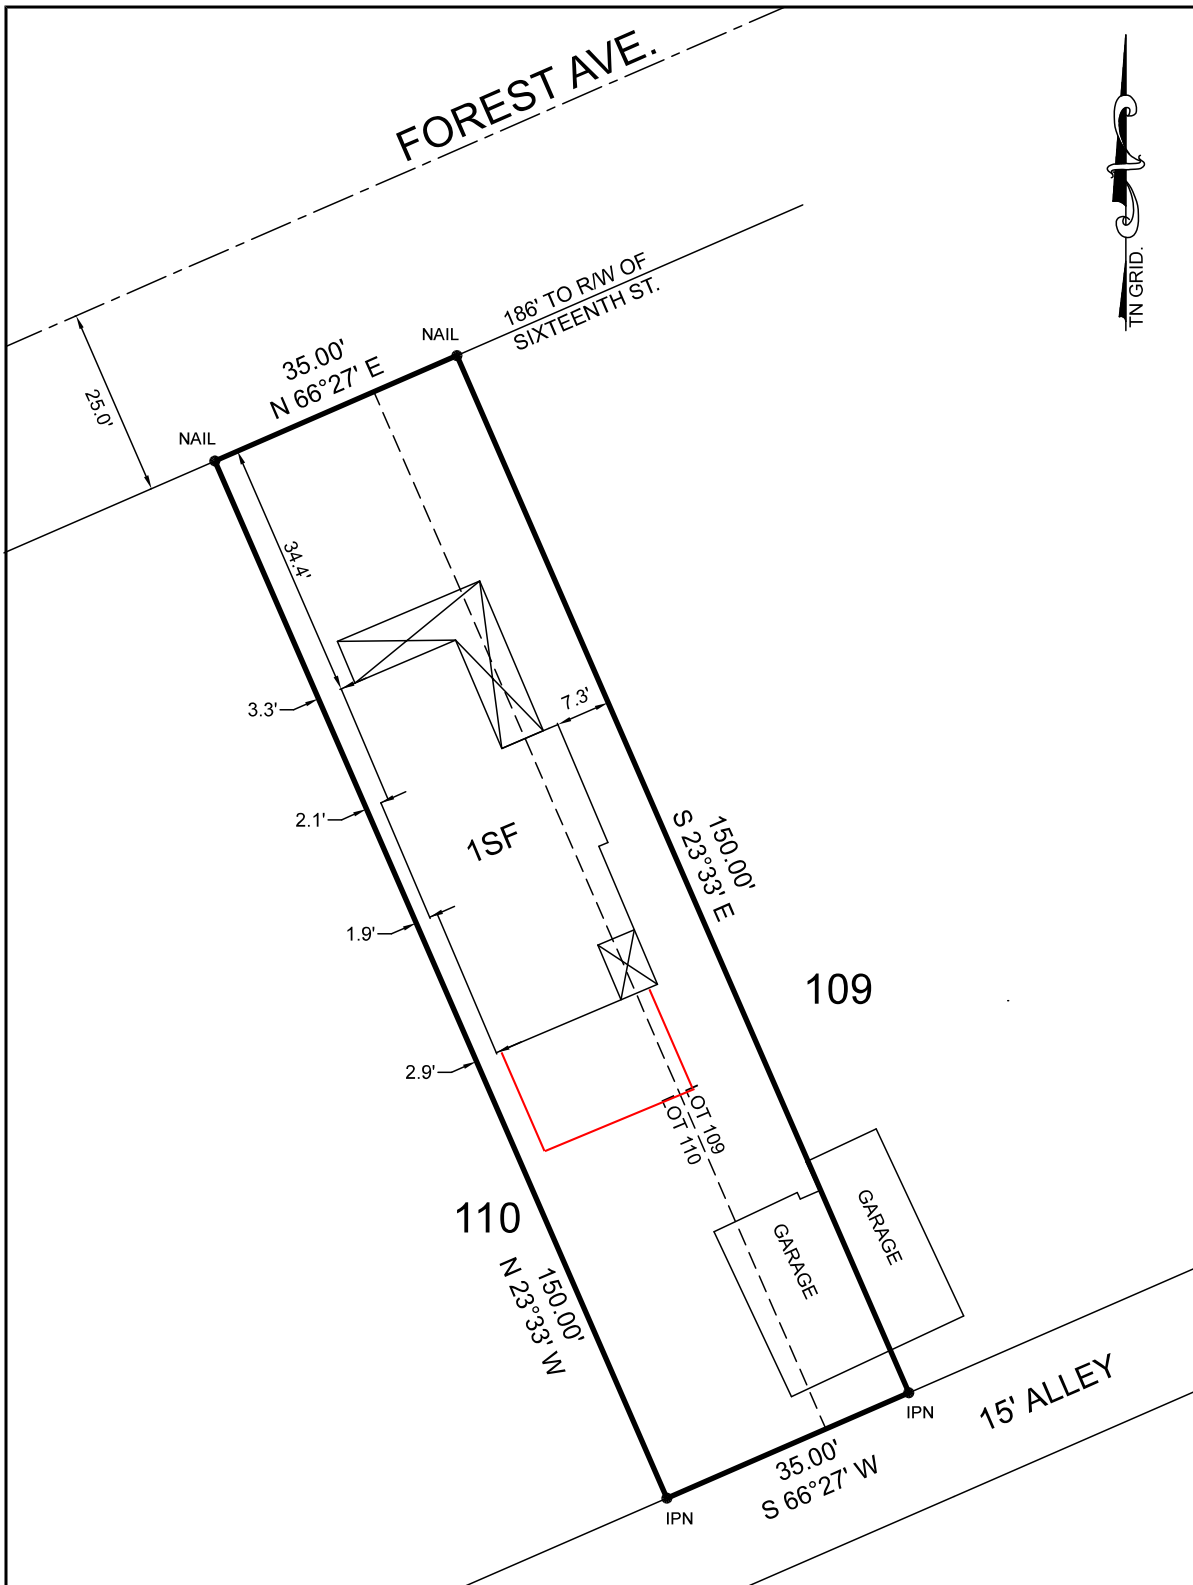 FOREST AVE.
TN GRID.
186' TO R/W OF
SIXTEENTH ST.
NAIL
35.00'
N 66°27' E
25.0'
NAIL
34.4'
3.3'
7.3'
2.1'
1SF
150.00'
S 23°33' E
1.9'
109
2.9'
LOT 109
LOT 110
110
GARAGE
GARAGE
150.00'
N 23°33' W
15' ALLEY
IPN
35.00'
S 66°27' W
IPN